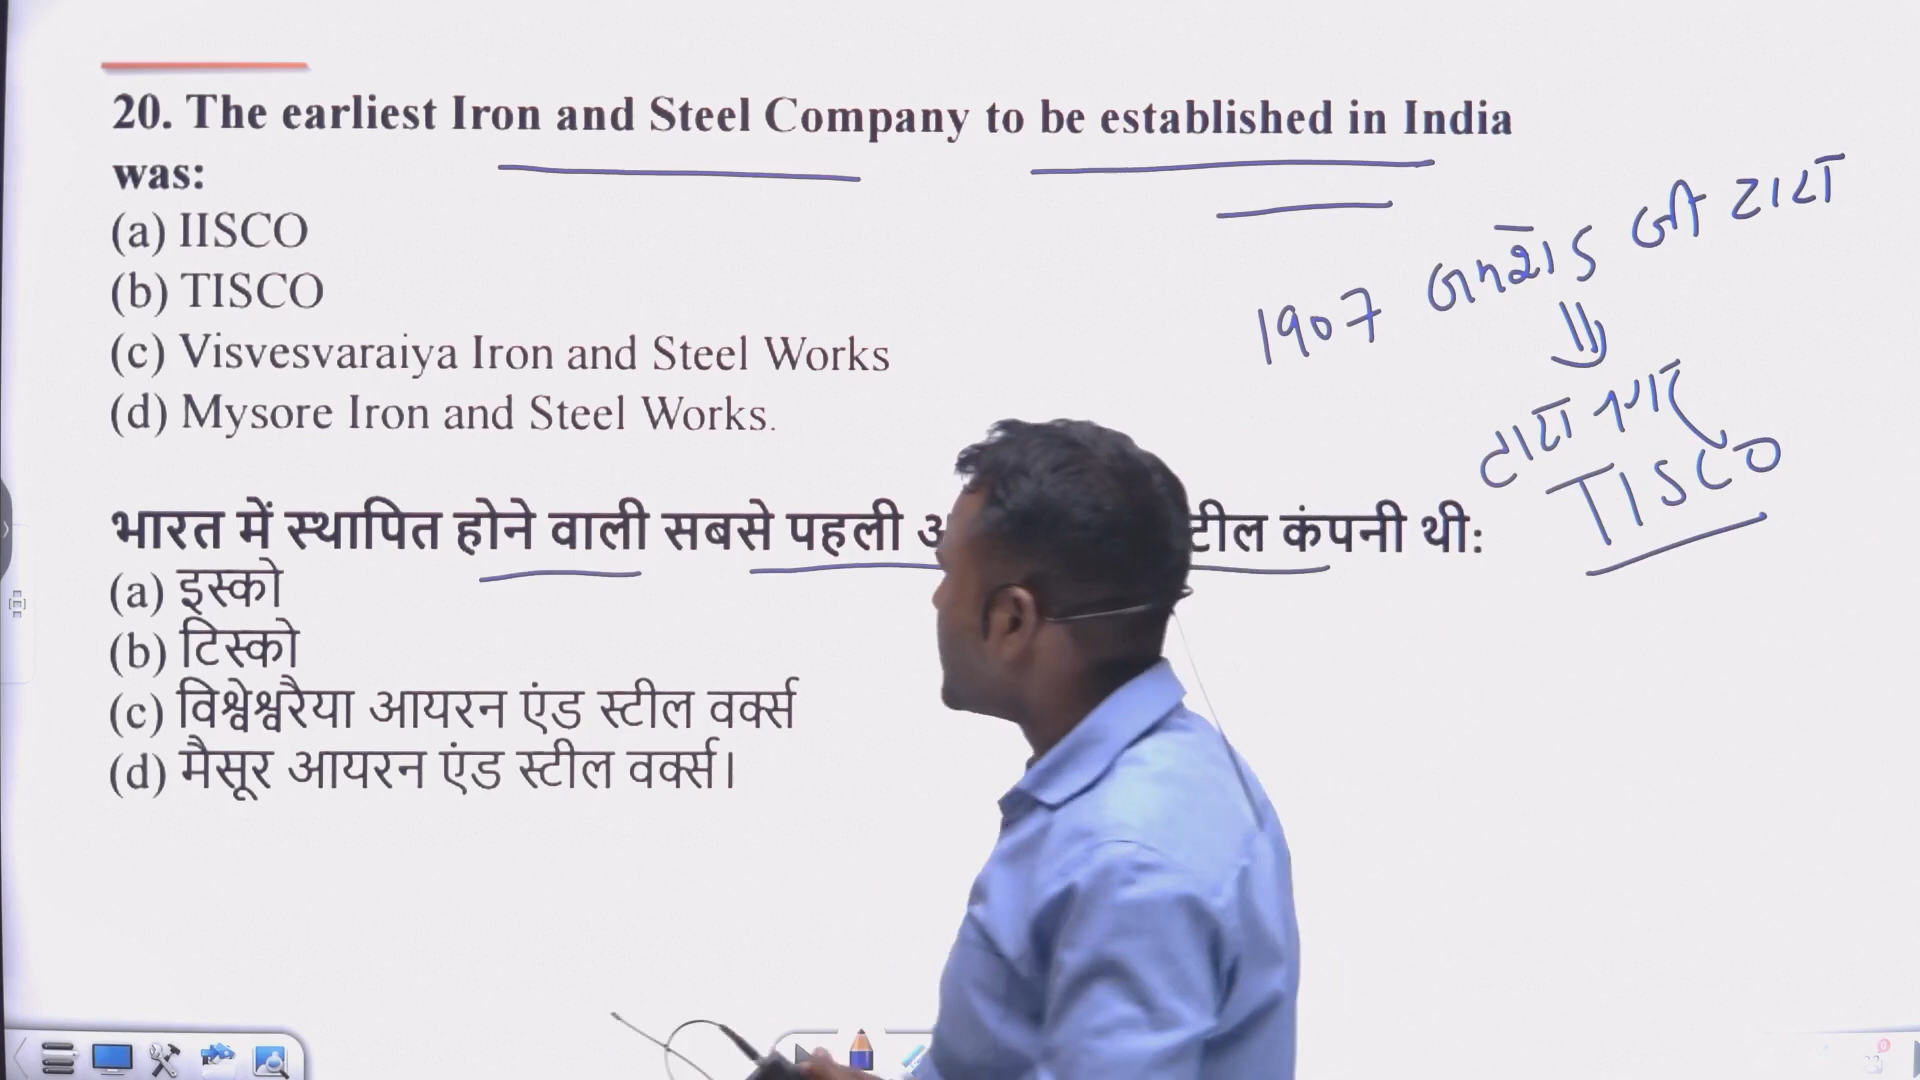 20. The earliest Iron and Steel Company to be established in India
was:
(a) IISCO
(b) TISCO
(c) Visvesvaraiya Iron and Steel Works
(d) Mysore Iron and Steel Works.
1907 जमशेद जी टाटा
टाटा नगर
TISCO
भारत में स्थापित होने वाली सबसे पहली टील कंपनी थी:
(a) इस्को
(b) टिस्को
(c) विश्वेश्वरैया आयरन एंड स्टील वर्क्स
(d) मैसूर आयरन एंड स्टील वर्क्स।